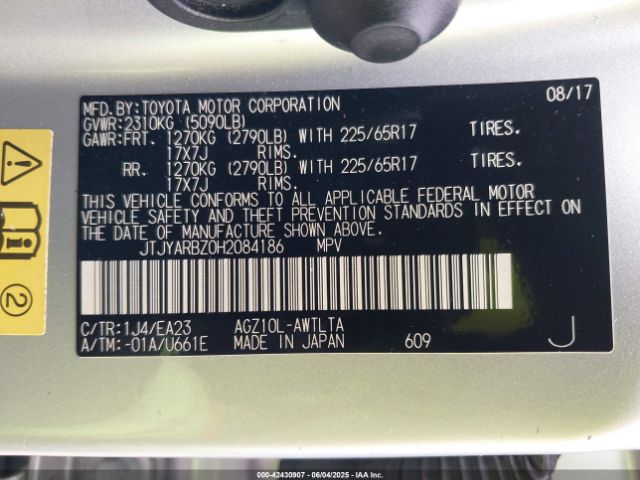 MFD.BY:TOYOTA MOTOR CORPORATION 08/17
GVWR:2310KG (5090LB)
GAWR:FRT. 1270KG (2790LB) WITH 225/65R17 TIRES.
17X7J RIMS.
RR. 1270KG (2790LB) WITH 225/65R17 TIRES.
17X7J RIMS.
THIS VEHICLE CONFORMS TO ALL APPLICABLE FEDERAL MOTOR
VEHICLE SAFETY AND THEFT PREVENTION STANDARDS IN EFFECT ON
THE DATE OF MANUFACTURE SHOWN ABOVE.
JTJYARBZ0H2084186 MPV
C/TR:1J4/EA23 AGZ10L-AWTLTA
A/TM:-01A/U661E MADE IN JAPAN 609 J
2
000-42430907 - 06/04/2025 - IAA Inc.